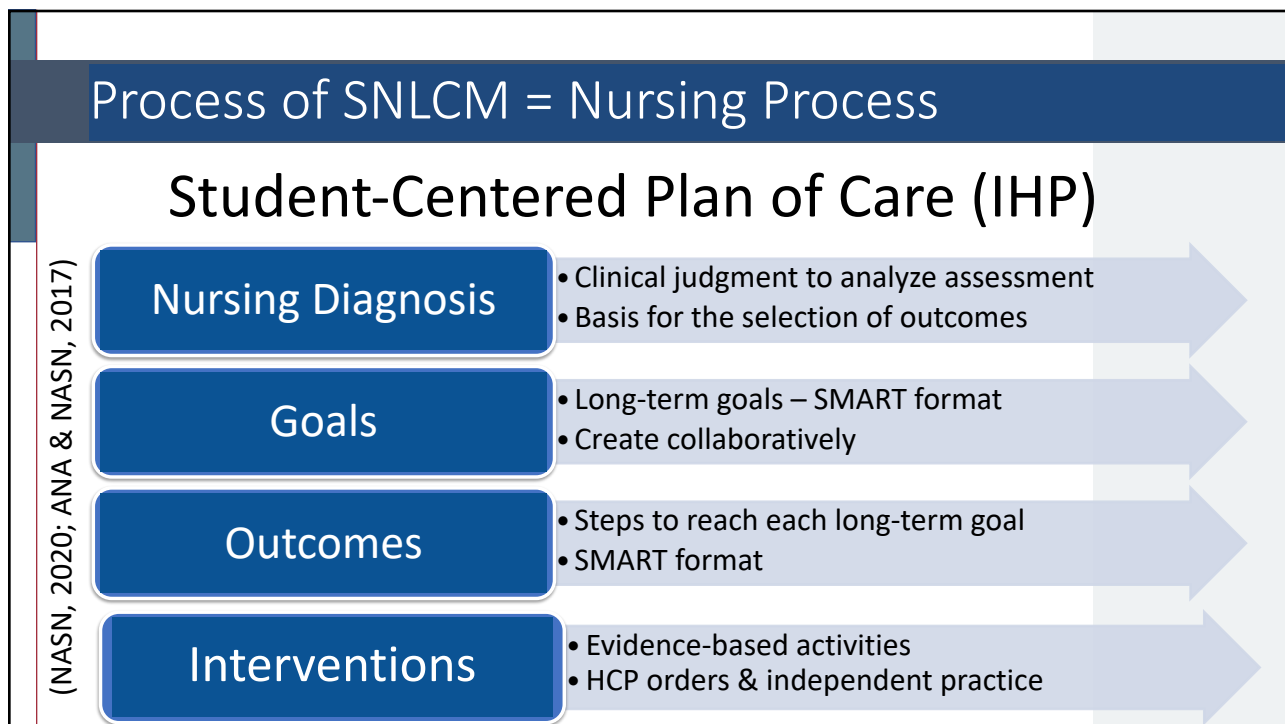 Process of SNLCM = Nursing Process
Student-Centered Plan of Care (IHP)
(NASN, 2020; ANA & NASN, 2017)
Nursing Diagnosis
• Clinical judgment to analyze assessment
• Basis for the selection of outcomes
Goals
• Long-term goals – SMART format
• Create collaboratively
Outcomes
• Steps to reach each long-term goal
• SMART format
Interventions
• Evidence-based activities
• HCP orders & independent practice